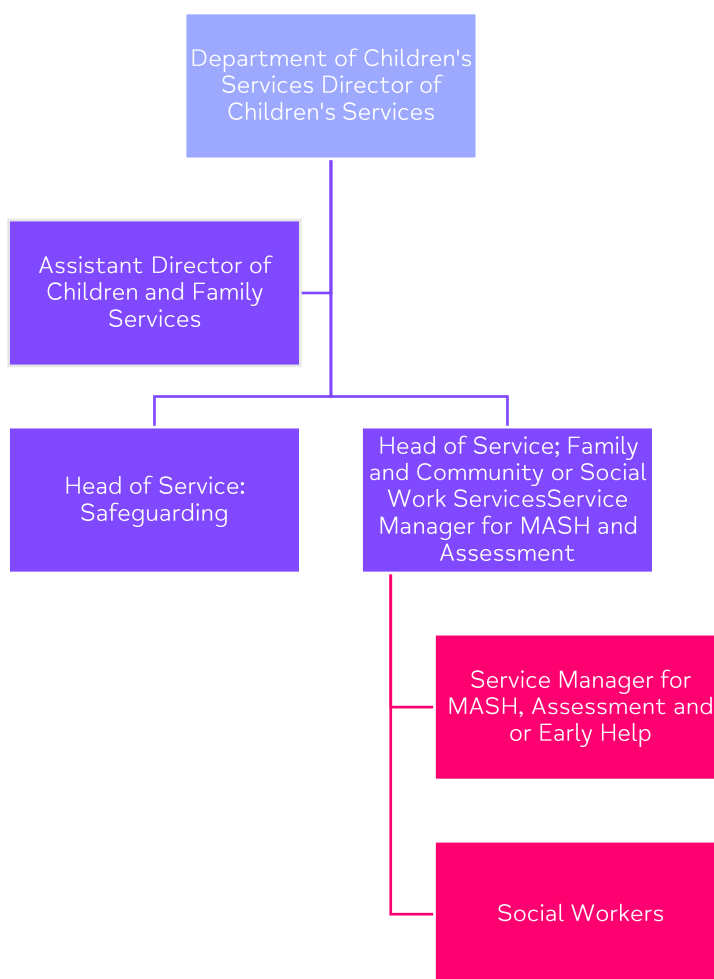 Department of Children's
Services Director of
Children's Services
Assistant Director of
Children and Family
Services
Head of Service:
Safeguarding
Head of Service; Family
and Community or Social
Work ServicesService
Manager for MASH and
Assessment
Service Manager for
MASH, Assessment and
or Early Help
Social Workers